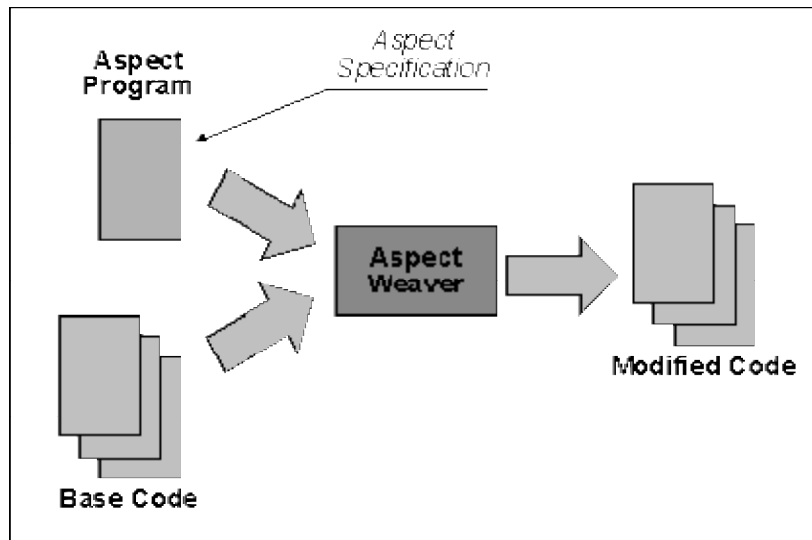 Aspect
Program
Aspect
Specification
Aspect
Weaver
Modified Code
Base Code